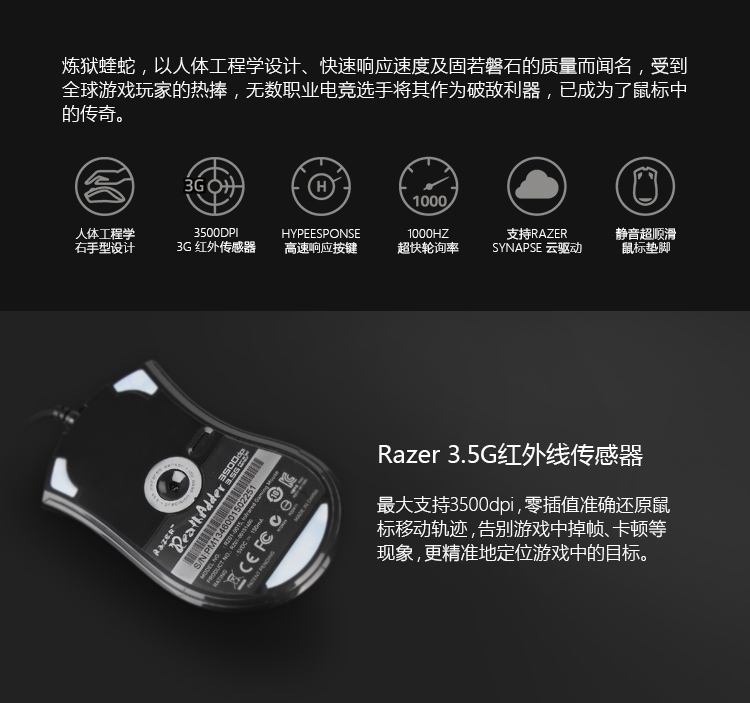 炼狱蝰蛇，以人体工程学设计、快速响应速度及固若磐石的质量而闻名，受到
全球游戏玩家的热捧，无数职业电竞选手将其作为破敌利器，已成为了鼠标中
的传奇。
3G
H
1000
人体工程学
右手型设计
3500DPI
3G 红外传感器
HYPEESPONSE
高速响应按键
1000HZ
超快轮询率
支持RAZER
SYNAPSE 云驱动
静音超顺滑
鼠标垫脚
Razer 3.5G红外线传感器
最大支持3500dpi，零插值准确还原鼠
标移动轨迹，告别游戏中掉帧、卡顿等
现象，更精准地定位游戏中的目标。
RAZER
DeathAdder
3500dpi
3.5G